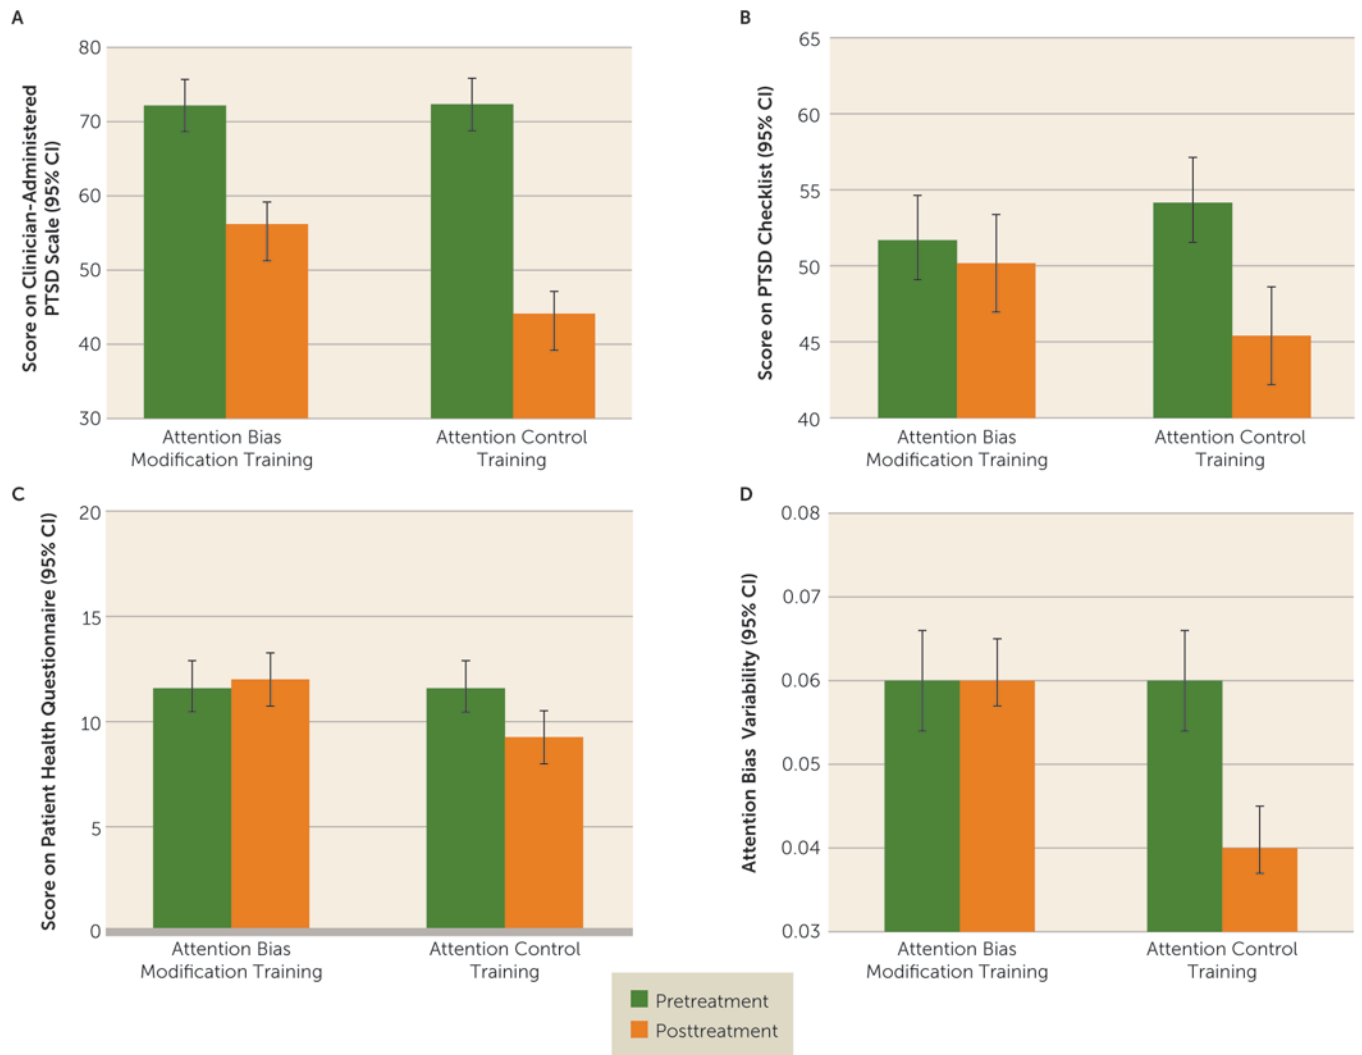 A
Score on Clinician-Administered
PTSD Scale (95% CI)
80
70
60
50
40
30
Attention Bias
Modification Training
Attention Control
Training
B
Score on PTSD Checklist (95% CI)
65
60
55
50
45
40
Attention Bias
Modification Training
Attention Control
Training
C
Score on Patient Health Questionnaire (95% CI)
20
15
10
5
0
Attention Bias
Modification Training
Attention Control
Training
D
Attention Bias Variability (95% CI)
0.08
0.07
0.06
0.05
0.04
0.03
Attention Bias
Modification Training
Attention Control
Training
Pretreatment
Posttreatment